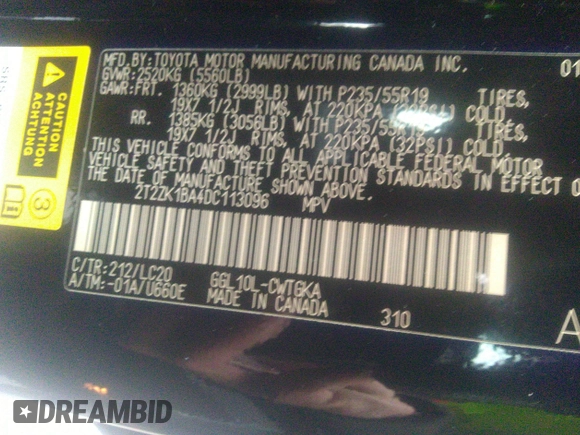 MFD.BY:TOYOTA MOTOR MANUFACTURING CANADA INC. 01
GVWR:2520KG (5560LB)
GAWR:FRT. 1360KG (2999LB) WITH P235/55R19 TIRES,
19X7 1/2J RIMS, AT 220KPA (32PSI) COLD
RR. 1385KG (3056LB) WITH P235/55R19 TIRES,
19X7 1/2J RIMS, AT 220KPA (32PSI) COLD
THIS VEHICLE CONFORMS TO ALL APPLICABLE FEDERAL MOTOR
VEHICLE SAFETY AND THEFT PREVENTION STANDARDS IN EFFECT O
THE DATE OF MANUFACTURE SHOWN ABOVE.
2T2ZK1BA4DC113096 MPV
C/TR:212/LC20 GGL10L-CWTGKA
A/TM:-01A/U660E MADE IN CANADA 310
A
CAUTION
Attention
ACHTUNG
3
DREAMBID